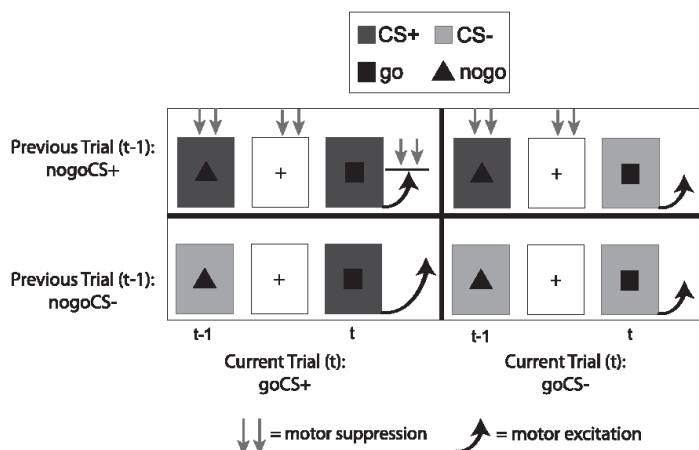 CS+ CS-
go nogo
Previous Trial (t-1):
nogoCS+
+ +
Previous Trial (t-1):
nogoCS-
+ +
t-1 t t-1 t
Current Trial (t):
goCS+
Current Trial (t):
goCS-
= motor suppression = motor excitation